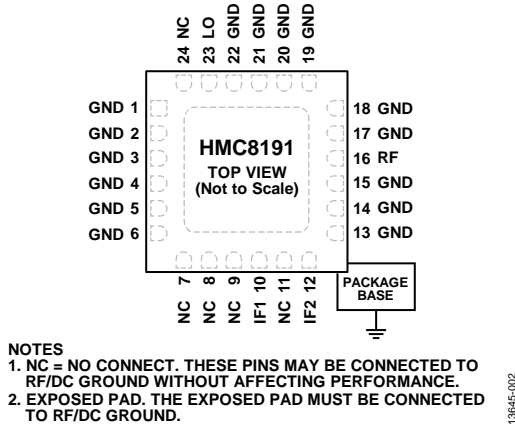 24 NC
23 LO
22 GND
21 GND
20 GND
19 GND
GND 1
GND 2
GND 3
GND 4
GND 5
GND 6
HMC8191
TOP VIEW
(Not to Scale)
18 GND
17 GND
16 RF
15 GND
14 GND
13 GND
NC 7
NC 8
NC 9
IF1 10
NC 11
IF2 12
PACKAGE
BASE
NOTES
1. NC = NO CONNECT. THESE PINS MAY BE CONNECTED TO
RF/DC GROUND WITHOUT AFFECTING PERFORMANCE.
2. EXPOSED PAD. THE EXPOSED PAD MUST BE CONNECTED
TO RF/DC GROUND.
13645-002